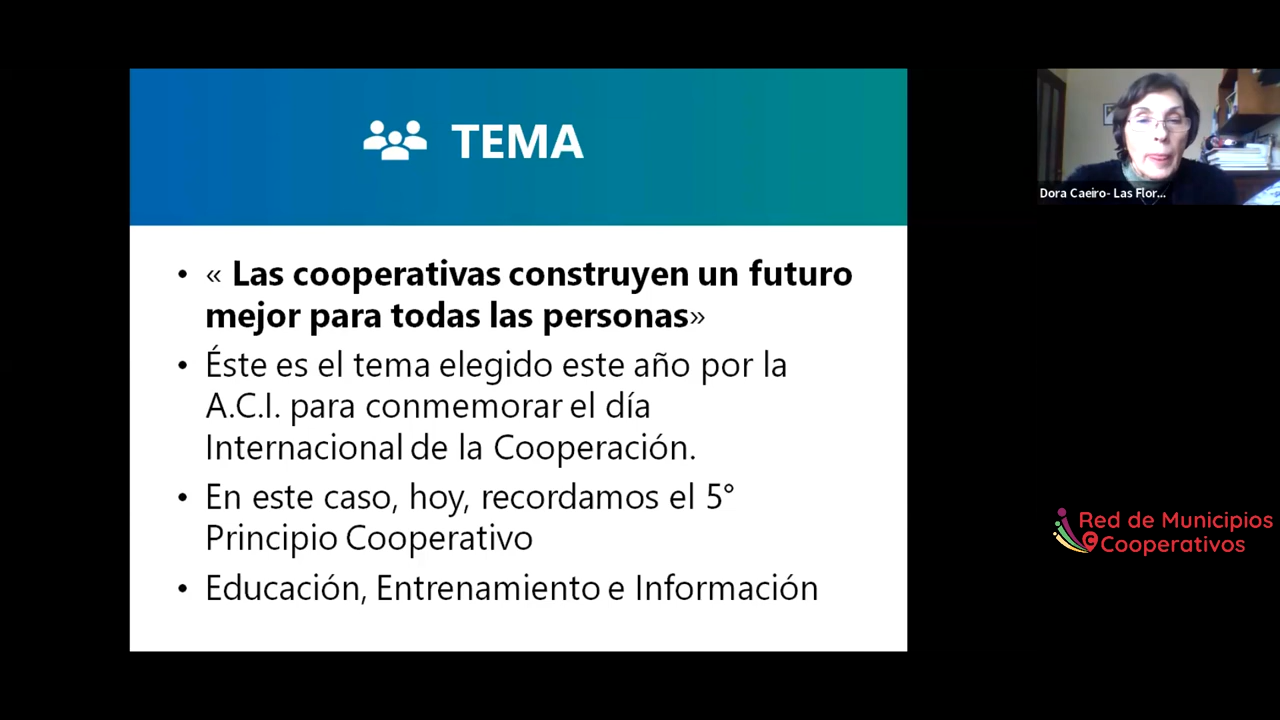 TEMA
• « Las cooperativas construyen un futuro
mejor para todas las personas»
• Éste es el tema elegido este año por la
A.C.I. para conmemorar el día
Internacional de la Cooperación.
• En este caso, hoy, recordamos el 5°
Principio Cooperativo
• Educación, Entrenamiento e Información
Dora Caeiro- Las Flor...
Red de Municipios
Cooperativos